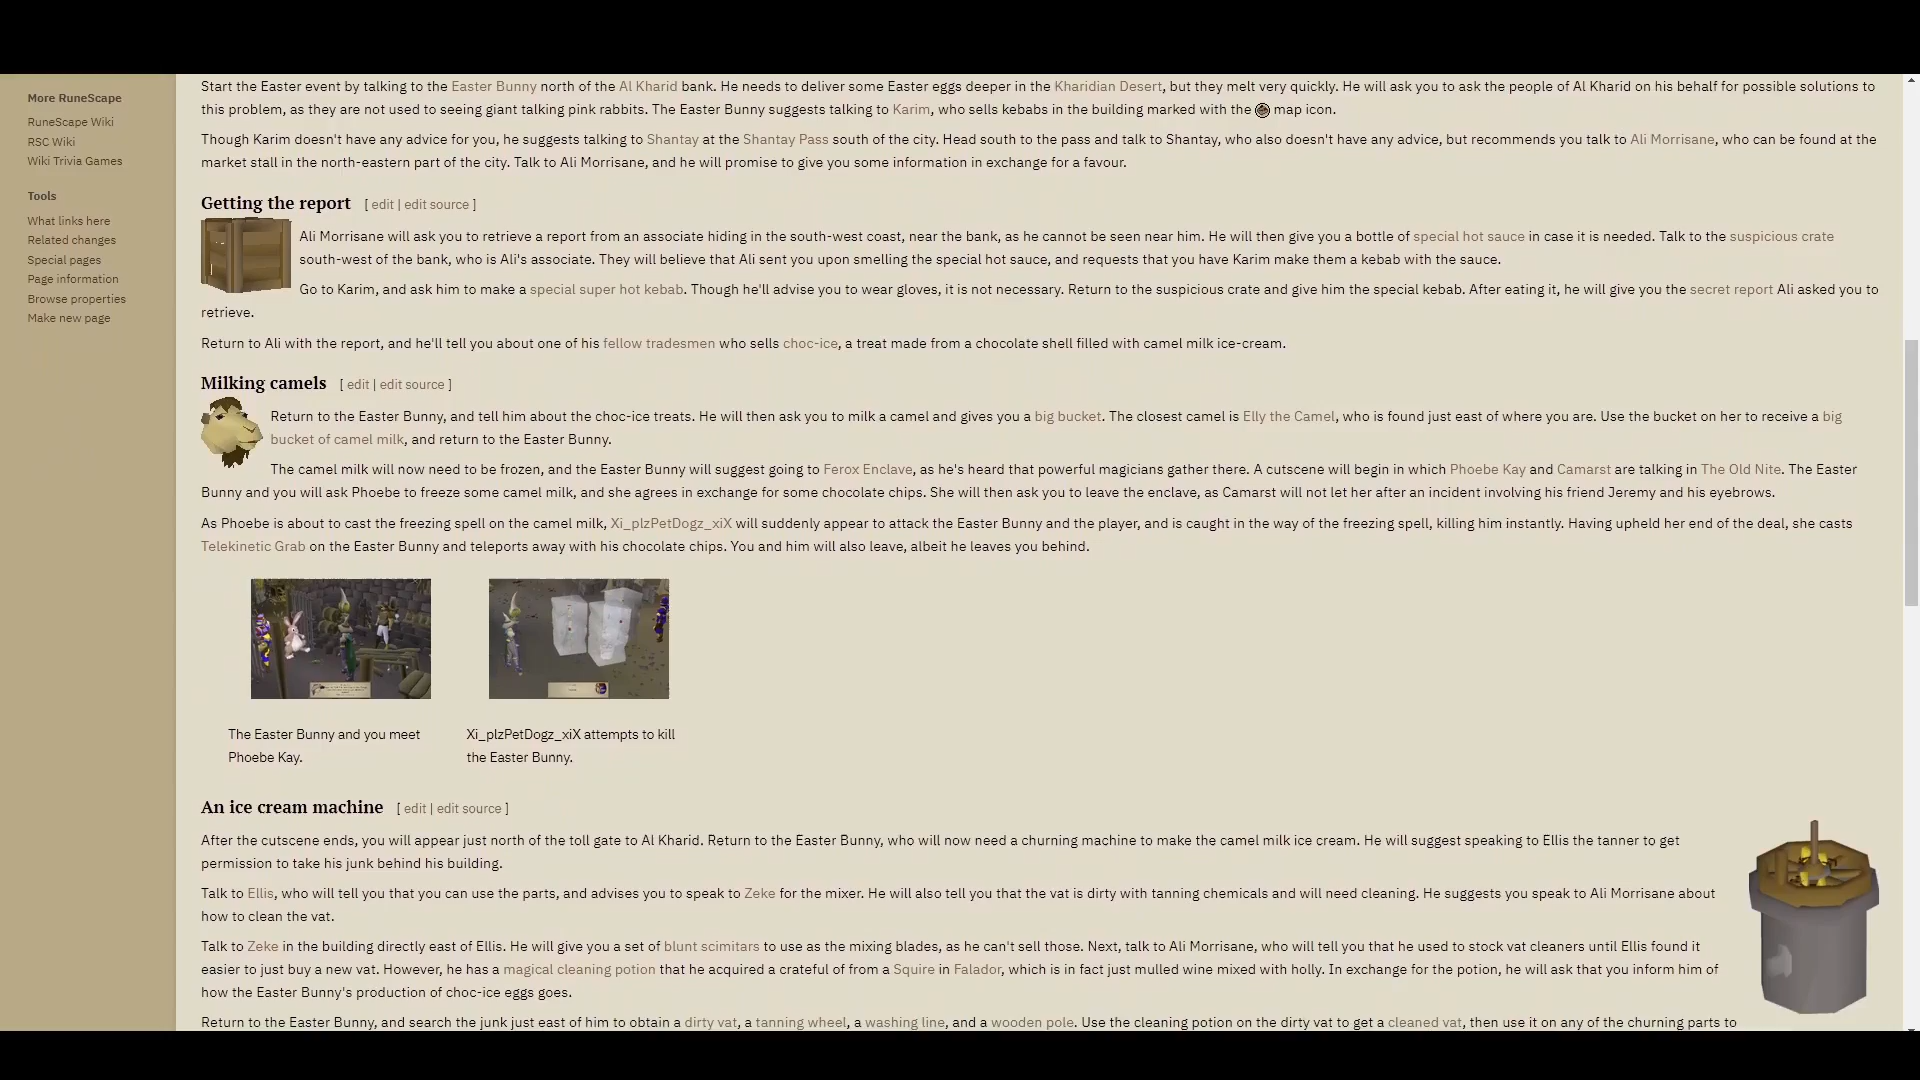 More RuneScape
RuneScape Wiki
RSC Wiki
Wiki Trivia Games
Tools
What links here
Related changes
Special pages
Page information
Browse properties
Make new page
Start the Easter event by talking to the Easter Bunny north of the Al Kharid bank. He needs to deliver some Easter eggs deeper in the Kharidian Desert, but they melt very quickly. He will ask you to ask the people of Al Kharid on his behalf for possible solutions to
this problem, as they are not used to seeing giant talking pink rabbits. The Easter Bunny suggests talking to Karim, who sells kebabs in the building marked with the map icon.
Though Karim doesn't have any advice for you, he suggests talking to Shantay at the Shantay Pass south of the city. Head south to the pass and talk to Shantay, who also doesn't have any advice, but recommends you talk to Ali Morrisane, who can be found at the
market stall in the north-eastern part of the city. Talk to Ali Morrisane, and he will promise to give you some information in exchange for a favour.
Getting the report [ edit | edit source ]
Ali Morrisane will ask you to retrieve a report from an associate hiding in the south-west coast, near the bank, as he cannot be seen near him. He will then give you a bottle of special hot sauce in case it is needed. Talk to the suspicious crate
south-west of the bank, who is Ali's associate. They will believe that Ali sent you upon smelling the special hot sauce, and requests that you have Karim make them a kebab with the sauce.
Go to Karim, and ask him to make a special super hot kebab. Though he'll advise you to wear gloves, it is not necessary. Return to the suspicious crate and give him the special kebab. After eating it, he will give you the secret report Ali asked you to
retrieve.
Return to Ali with the report, and he'll tell you about one of his fellow tradesmen who sells choc-ice, a treat made from a chocolate shell filled with camel milk ice-cream.
Milking camels [ edit | edit source ]
Return to the Easter Bunny, and tell him about the choc-ice treats. He will then ask you to milk a camel and gives you a big bucket. The closest camel is Elly the Camel, who is found just east of where you are. Use the bucket on her to receive a big
bucket of camel milk, and return to the Easter Bunny.
The camel milk will now need to be frozen, and the Easter Bunny will suggest going to Ferox Enclave, as he's heard that powerful magicians gather there. A cutscene will begin in which Phoebe Kay and Camarst are talking in The Old Nite. The Easter
Bunny and you will ask Phoebe to freeze some camel milk, and she agrees in exchange for some chocolate chips. She will then ask you to leave the enclave, as Camarst will not let her after an incident involving his friend Jeremy and his eyebrows.
As Phoebe is about to cast the freezing spell on the camel milk, Xi_plzPetDogz_xiX will suddenly appear to attack the Easter Bunny and the player, and is caught in the way of the freezing spell, killing him instantly. Having upheld her end of the deal, she casts
Telekinetic Grab on the Easter Bunny and teleports away with his chocolate chips. You and him will also leave, albeit he leaves you behind.
The Easter Bunny and you meet
Phoebe Kay.
Xi_plzPetDogz_xiX attempts to kill
the Easter Bunny.
An ice cream machine [ edit | edit source ]
After the cutscene ends, you will appear just north of the toll gate to Al Kharid. Return to the Easter Bunny, who will now need a churning machine to make the camel milk ice cream. He will suggest speaking to Ellis the tanner to get
permission to take his junk behind his building.
Talk to Ellis, who will tell you that you can use the parts, and advises you to speak to Zeke for the mixer. He will also tell you that the vat is dirty with tanning chemicals and will need cleaning. He suggests you speak to Ali Morrisane about
how to clean the vat.
Talk to Zeke in the building directly east of Ellis. He will give you a set of blunt scimitars to use as the mixing blades, as he can't sell those. Next, talk to Ali Morrisane, who will tell you that he used to stock vat cleaners until Ellis found it
easier to just buy a new vat. However, he has a magical cleaning potion that he acquired a crateful of from a Squire in Falador, which is in fact just mulled wine mixed with holly. In exchange for the potion, he will ask that you inform him of
how the Easter Bunny's production of choc-ice eggs goes.
Return to the Easter Bunny, and search the junk just east of him to obtain a dirty vat, a tanning wheel, a washing line, and a wooden pole. Use the cleaning potion on the dirty vat to get a cleaned vat, then use it on any of the churning parts to